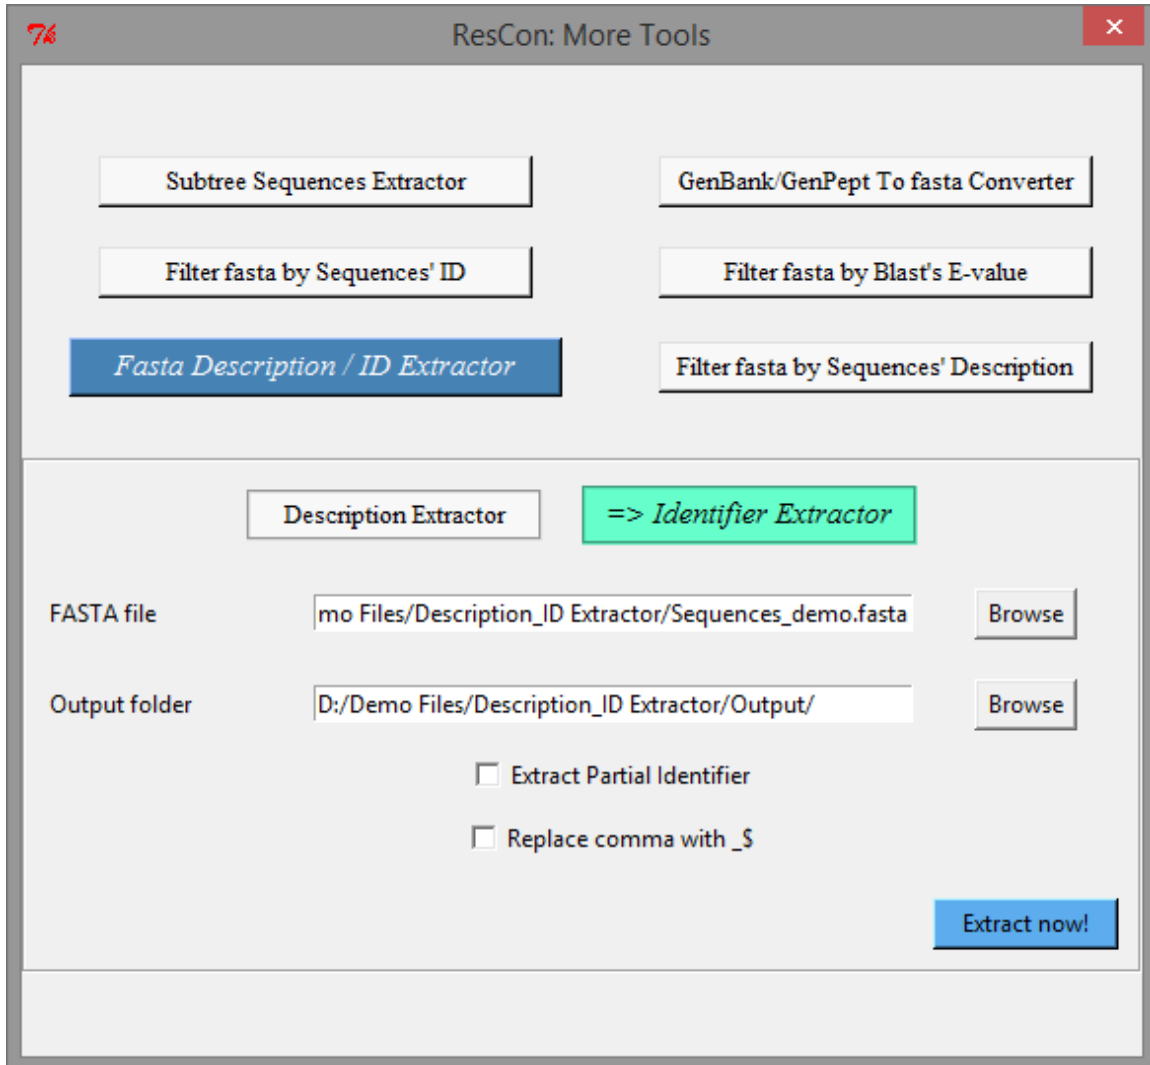 ResCon: More Tools
Subtree Sequences Extractor
GenBank/GenPept To fasta Converter
Filter fasta by Sequences' ID
Filter fasta by Blast's E-value
Fasta Description / ID Extractor
Filter fasta by Sequences' Description
Description Extractor
=> Identifier Extractor
FASTA file
mo Files/Description_ID Extractor/Sequences_demo.fasta
Browse
Output folder
D:/Demo Files/Description_ID Extractor/Output/
Browse
Extract Partial Identifier
Replace comma with _$
Extract now!